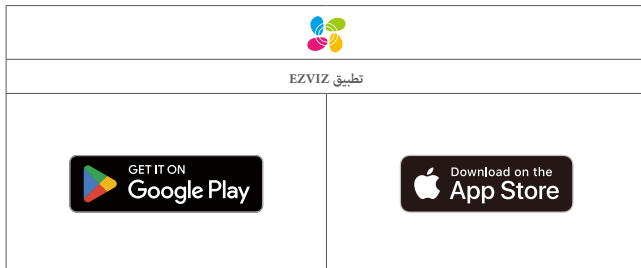 تطبيق EZVIZ
GET IT ON
Google Play
Download on the
App Store